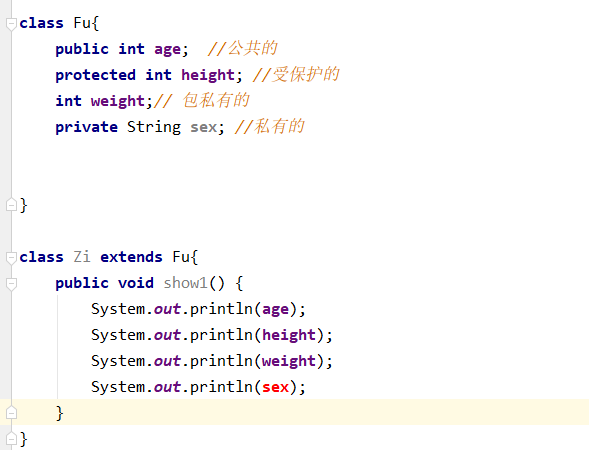 class Fu{
    public int age;  //公共的
    protected int height; //受保护的
    int weight;// 包私有的
    private String sex; //私有的
}
class Zi extends Fu{
    public void show1() {
        System.out.println(age);
        System.out.println(height);
        System.out.println(weight);
        System.out.println(sex);
    }
}